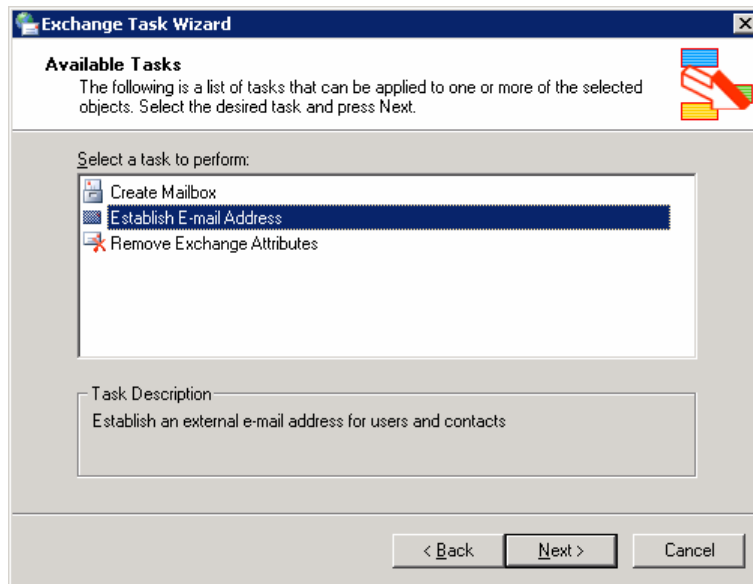 Exchange Task Wizard
Available Tasks
The following is a list of tasks that can be applied to one or more of the selected
objects. Select the desired task and press Next.
Select a task to perform:
Create Mailbox
Establish E-mail Address
Remove Exchange Attributes
Task Description
Establish an external e-mail address for users and contacts
< Back
Next >
Cancel